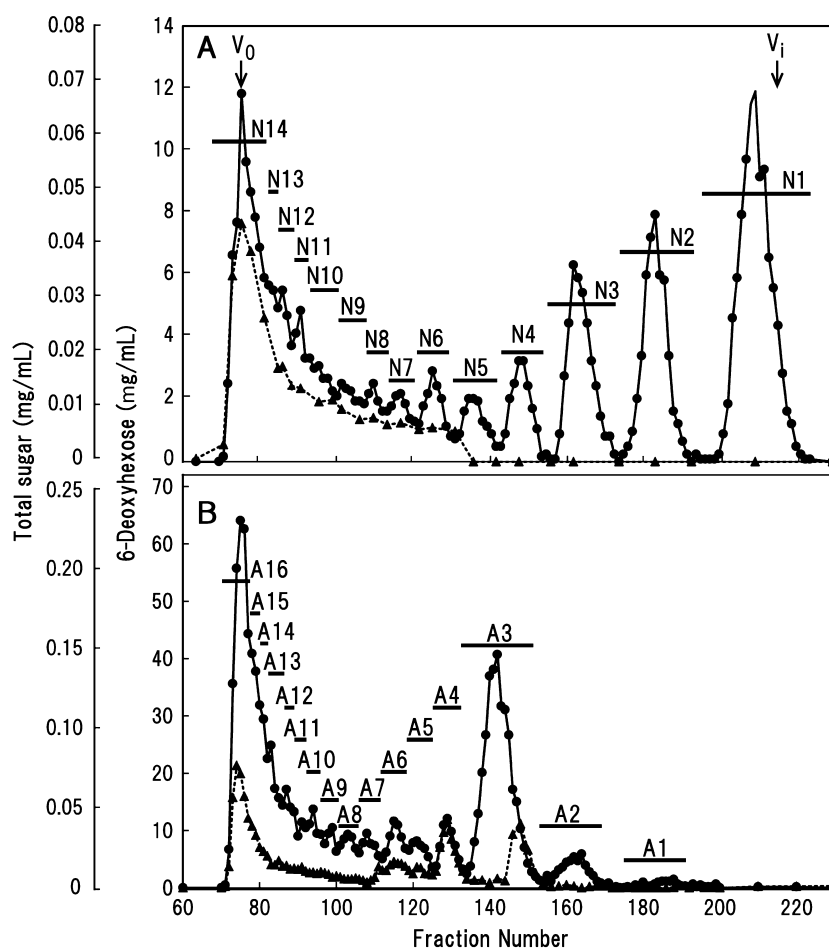 A
V0
Vi
N14
N13
N12
N11
N10
N9
N8
N7
N6
N5
N4
N3
N2
N1
14
12
10
8
6
4
2
0
0.08
0.07
0.06
0.05
0.04
0.03
0.02
0.01
0
Total sugar (mg/mL)
6-Deoxyhexose (mg/mL)
B
A16
A15
A14
A13
A12
A11
A10
A9
A8
A7
A6
A5
A4
A3
A2
A1
70
60
50
40
30
20
10
0
0.25
0.20
0.15
0.10
0.05
0
60 80 100 120 140 160 180 200 220
Fraction Number